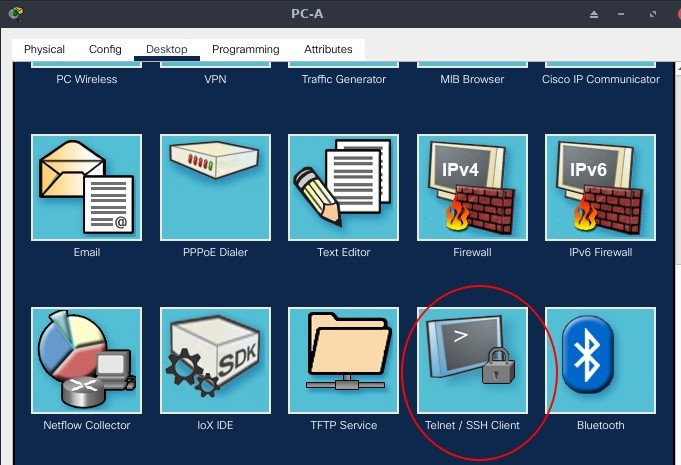 PC-A
Physical Config Desktop Programming Attributes
PC Wireless VPN Traffic Generator MIB Browser Cisco IP Communicator
@ IPv4 IPv6
Email PPPoE Dialer Text Editor Firewall IPv6 Firewall
SDK >
Netflow Collector IoX IDE TFTP Service Telnet / SSH Client Bluetooth